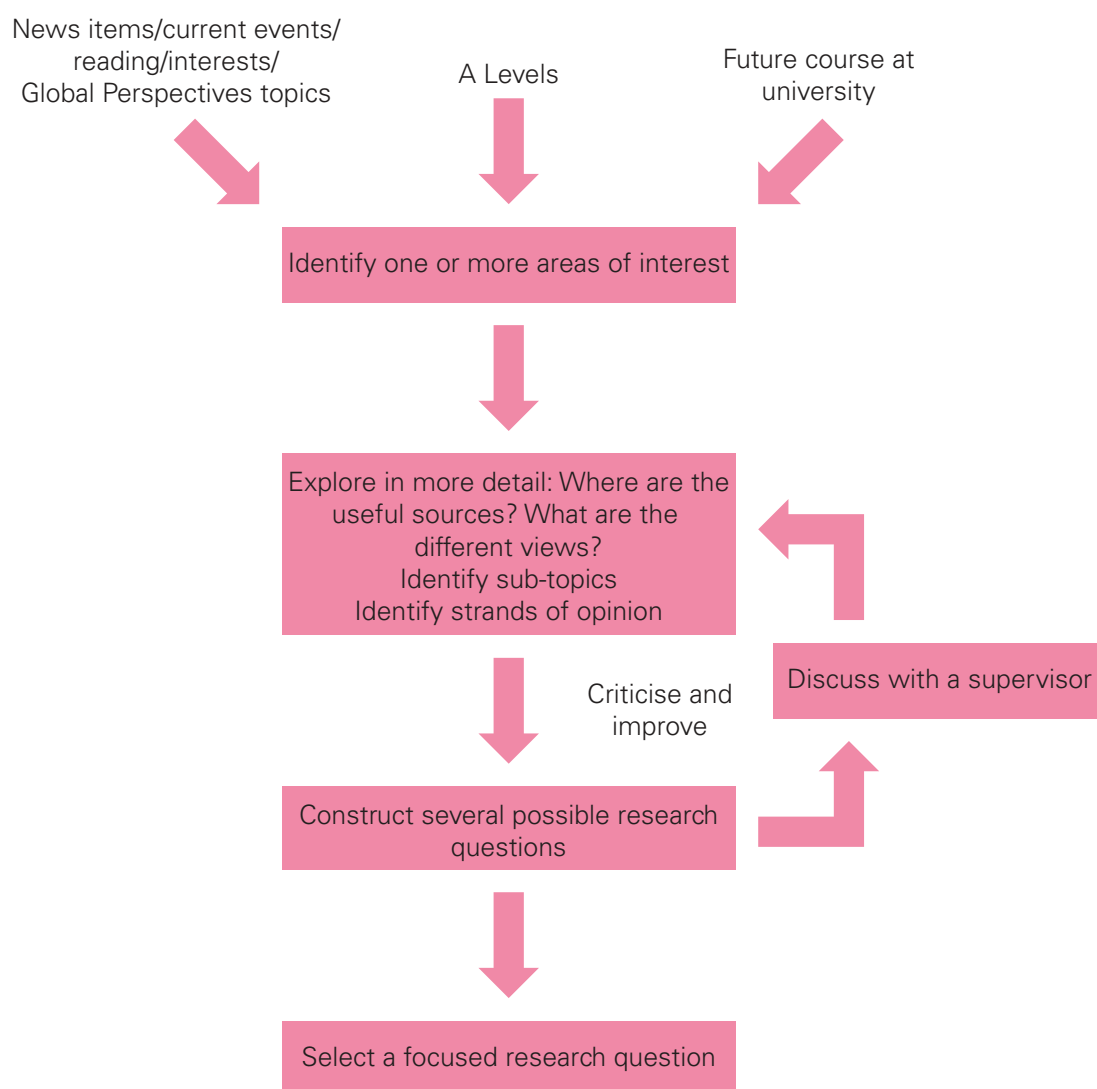 News items/current events/
reading/interests/
Global Perspectives topics
A Levels
Future course at
university
Identify one or more areas of interest
Explore in more detail: Where are the
useful sources? What are the
different views?
Identify sub-topics
Identify strands of opinion
Criticise and
improve
Discuss with a supervisor
Construct several possible research
questions
Select a focused research question